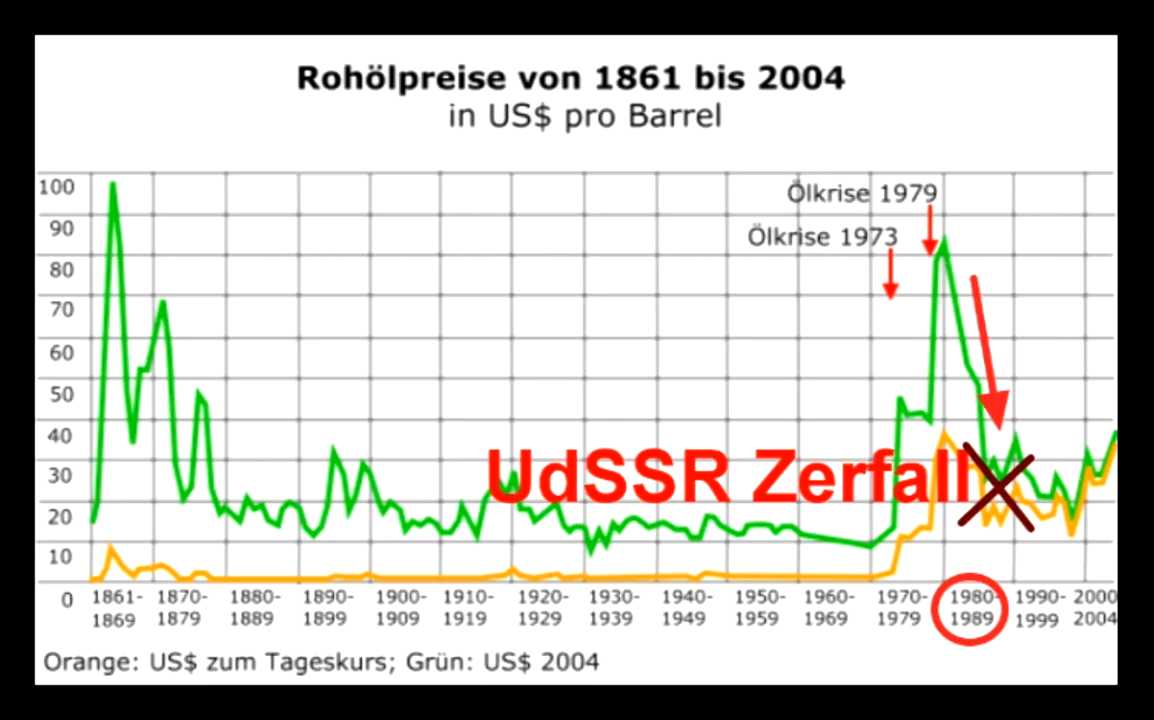 Rohölpreise von 1861 bis 2004
in US$ pro Barrel
100
90
80
70
60
50
40
30
20
10
0
Ölkrise 1979
Ölkrise 1973
UdSSR Zerfall
1861- 1870- 1880- 1890- 1900- 1910- 1920- 1930- 1940- 1950- 1960- 1970- 1980- 1990- 2000
1869 1879 1889 1899 1909 1919 1929 1939 1949 1959 1969 1979 1989 1999 2004
Orange: US$ zum Tageskurs; Grün: US$ 2004